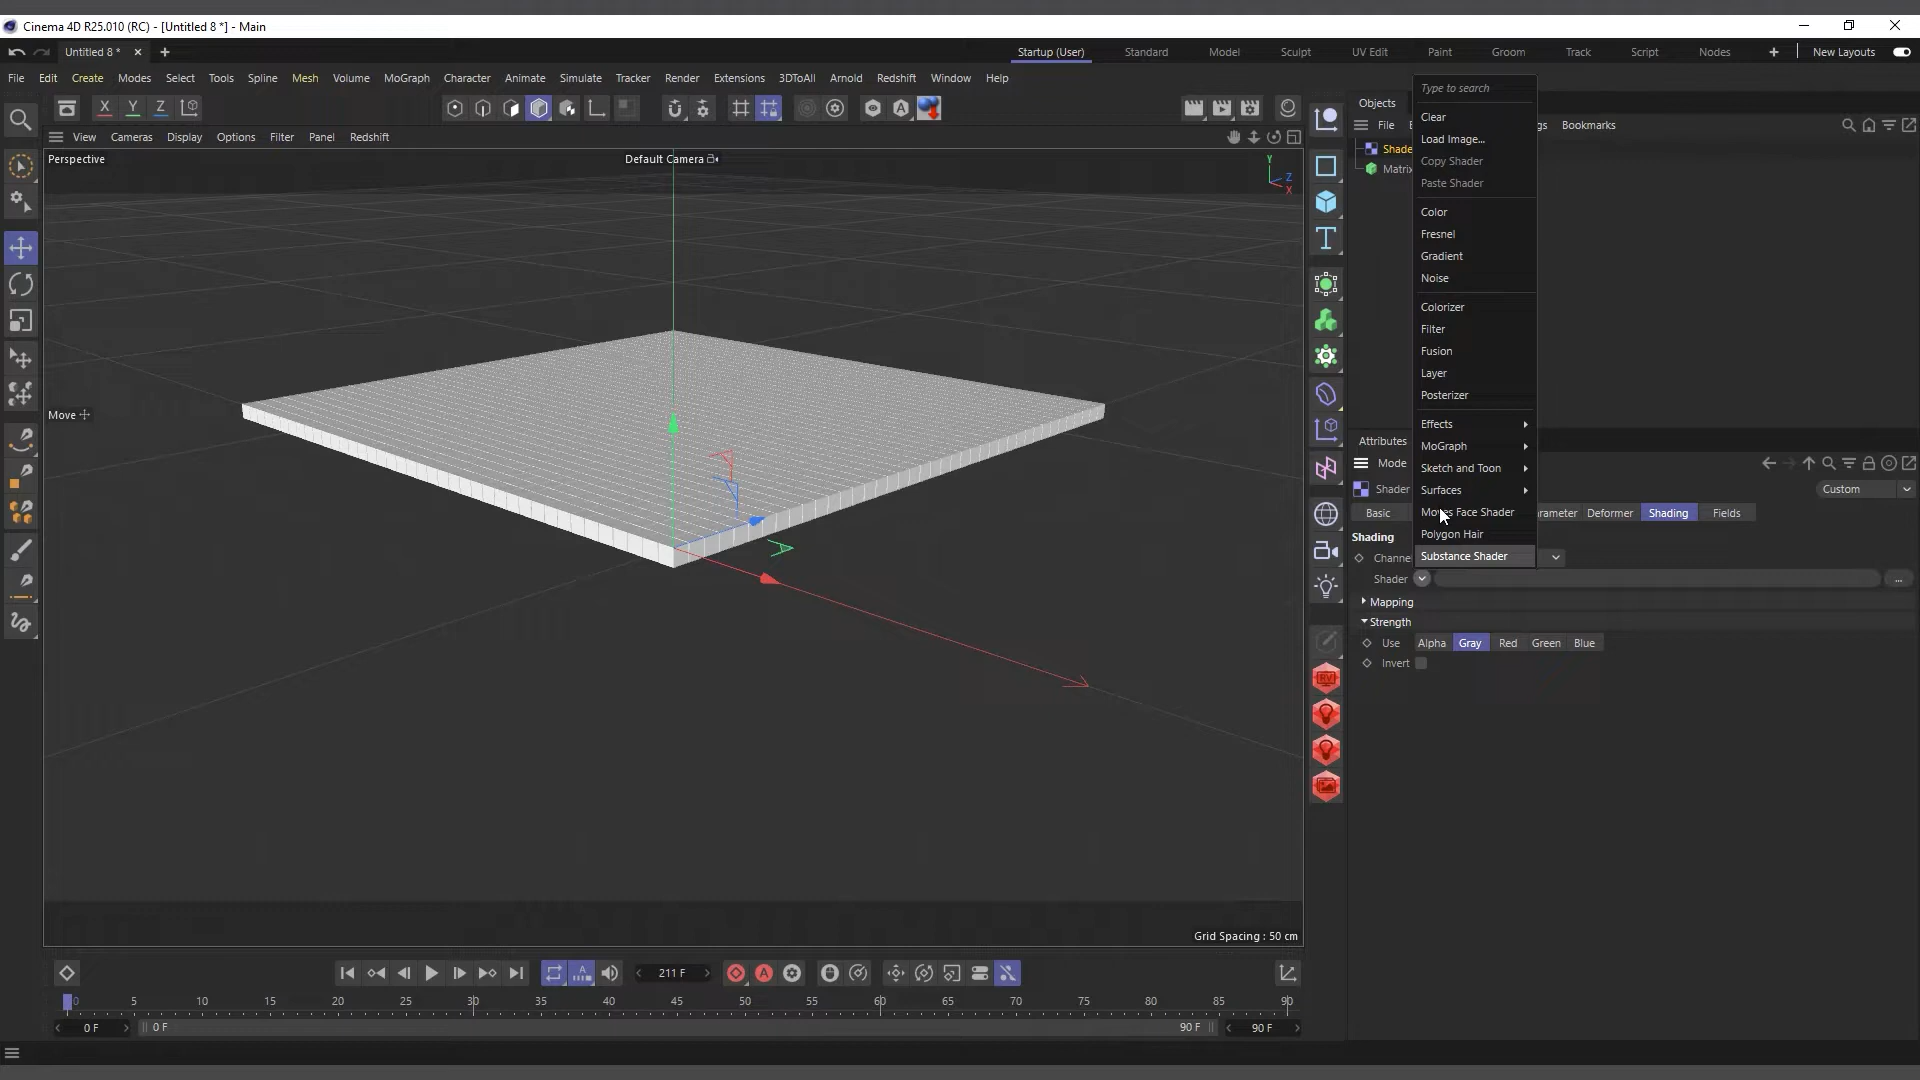 Cinema 4D R25.010 (RC) - [Untitled 8 *] - Main
Untitled 8 *
Startup (User) Standard Model Sculpt UV Edit Paint Groom Track Script Nodes New Layouts
File Edit Create Modes Select Tools Spline Mesh Volume MoGraph Character Animate Simulate Tracker Render Extensions 3DToAll Arnold Redshift Window Help
X Y Z
View Cameras Display Options Filter Panel Redshift
Perspective
Default Camera
Y
Z
X
Move
Grid Spacing : 50 cm
Objects
File Bookmarks
Shade
Matrix
Type to search
Clear
Load Image...
Copy Shader
Paste Shader
Color
Fresnel
Gradient
Noise
Colorizer
Filter
Fusion
Layer
Posterizer
Effects
MoGraph
Sketch and Toon
Surfaces
Moves Face Shader
Polygon Hair
Substance Shader
Attributes
Mode
Shader
Custom
Basic rameter Deformer Shading Fields
Shading
Channe
Shader ...
Mapping
Strength
Use Alpha Gray Red Green Blue
Invert
RV
211 F
0 5 10 15 20 25 30 35 40 45 50 55 60 65 70 75 80 85 90
0 F 0 F 90 F 90 F